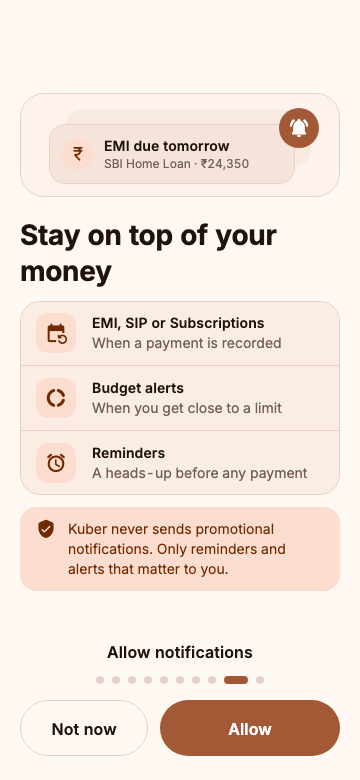 EMI due tomorrow
SBI Home Loan · ₹24,350
Stay on top of your
money
EMI, SIP or Subscriptions
When a payment is recorded
Budget alerts
When you get close to a limit
Reminders
A heads-up before any payment
Kuber never sends promotional
notifications. Only reminders and
alerts that matter to you.
Allow notifications
Not now
Allow